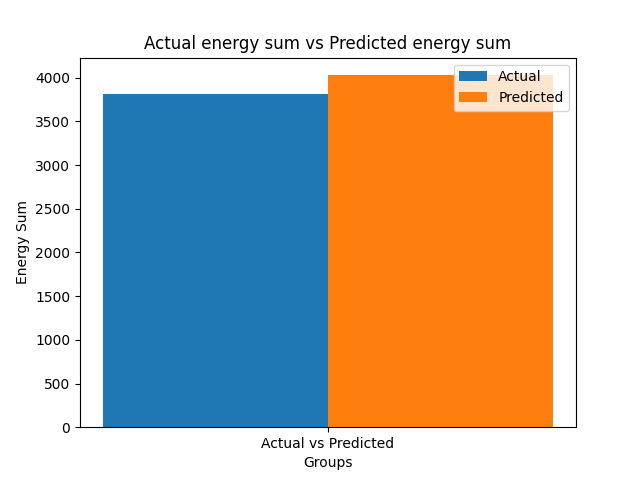 Actual energy sum vs Predicted energy sum
Actual
Predicted
4000
3500
3000
2500
2000
1500
1000
500
0
Energy Sum
Actual vs Predicted
Groups